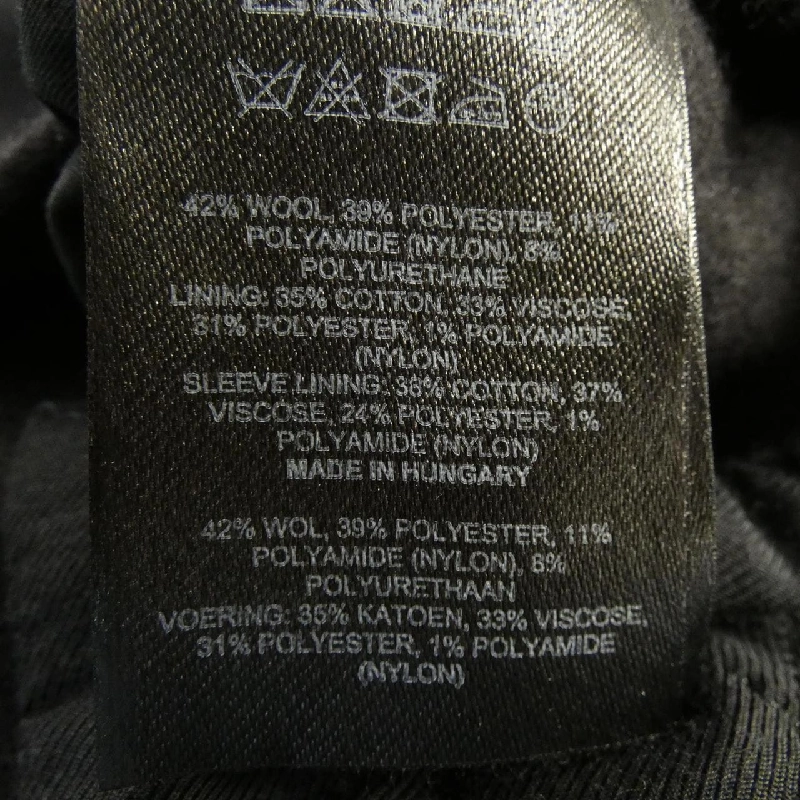 42% WOOL, 39% POLYESTER, 11%
POLYAMIDE (NYLON), 8%
POLYURETHANE
LINING: 35% COTTON, 33% VISCOSE,
31% POLYESTER, 1% POLYAMIDE
(NYLON)
SLEEVE LINING: 38% COTTON, 37%
VISCOSE, 24% POLYESTER, 1%
POLYAMIDE (NYLON)
MADE IN HUNGARY
42% WOL, 39% POLYESTER, 11%
POLYAMIDE (NYLON), 8%
POLYURETHAAN
VOERING: 35% KATOEN, 33% VISCOSE,
31% POLYESTER, 1% POLYAMIDE
(NYLON)